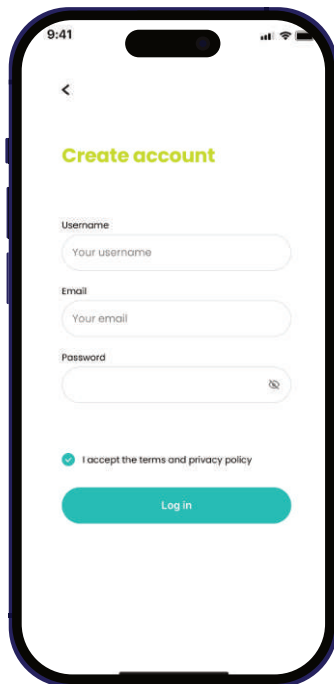 9:41
Create account
Username
Your username
Email
Your email
Password
I accept the terms and privacy policy
Log in